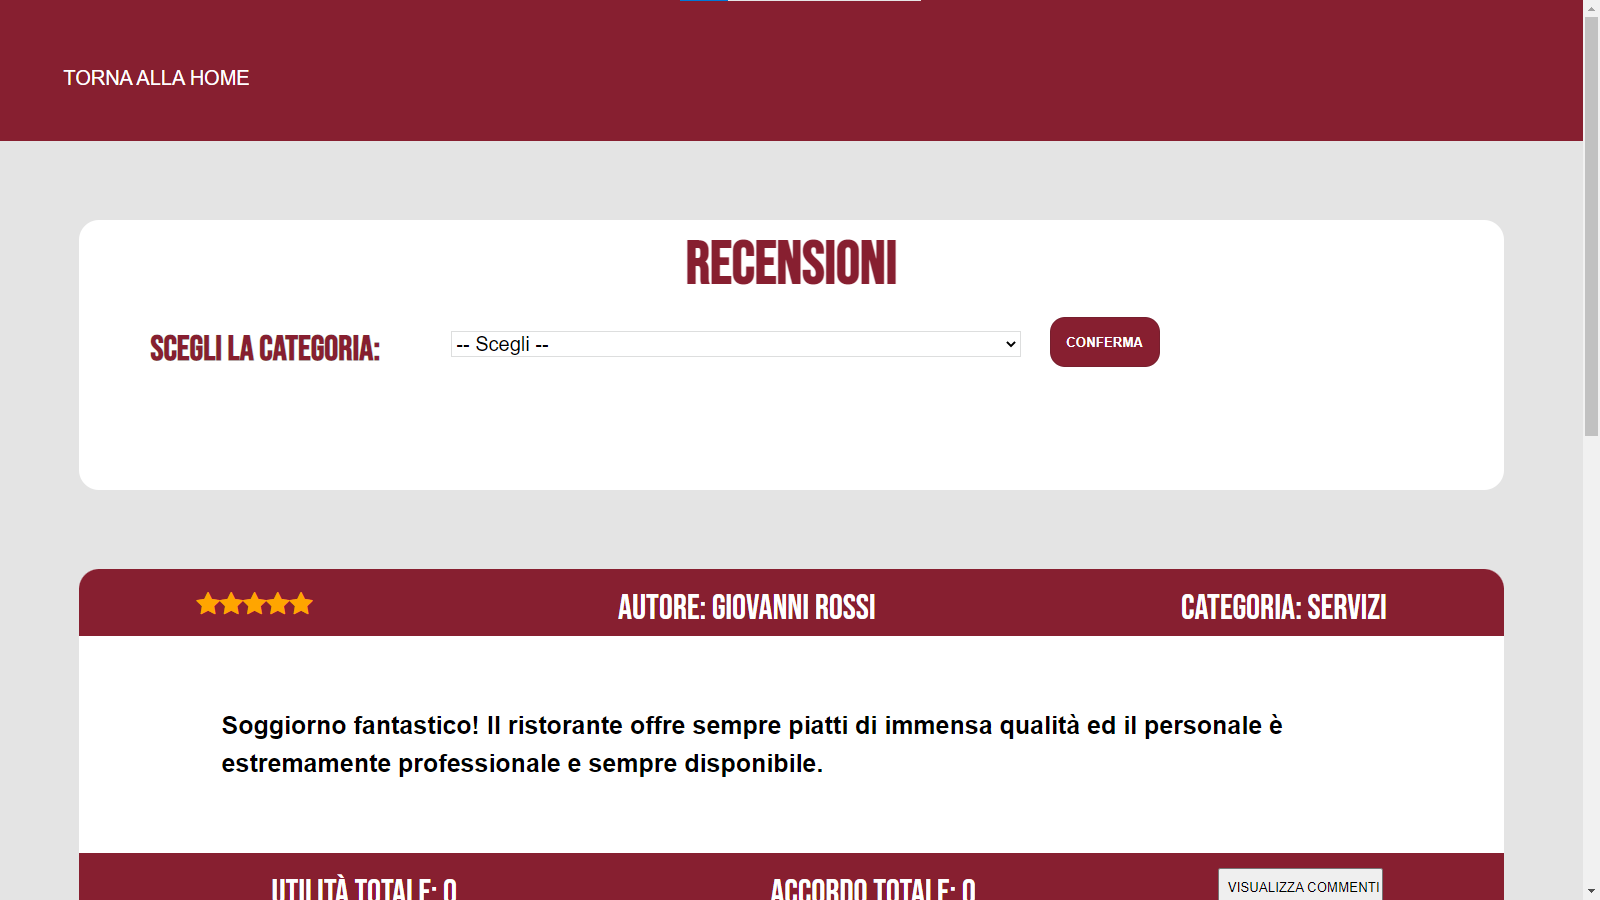 TORNA ALLA HOME
RECENSIONI
SCEGLI LA CATEGORIA:
-- Scegli --
CONFERMA
AUTORE: GIOVANNI ROSSI
CATEGORIA: SERVIZI
Soggiorno fantastico! Il ristorante offre sempre piatti di immensa qualità ed il personale è
estremamente professionale e sempre disponibile.
UTILITÀ TOTALE: 0
ACCORDO TOTALE: 0
VISUALIZZA COMMENTI